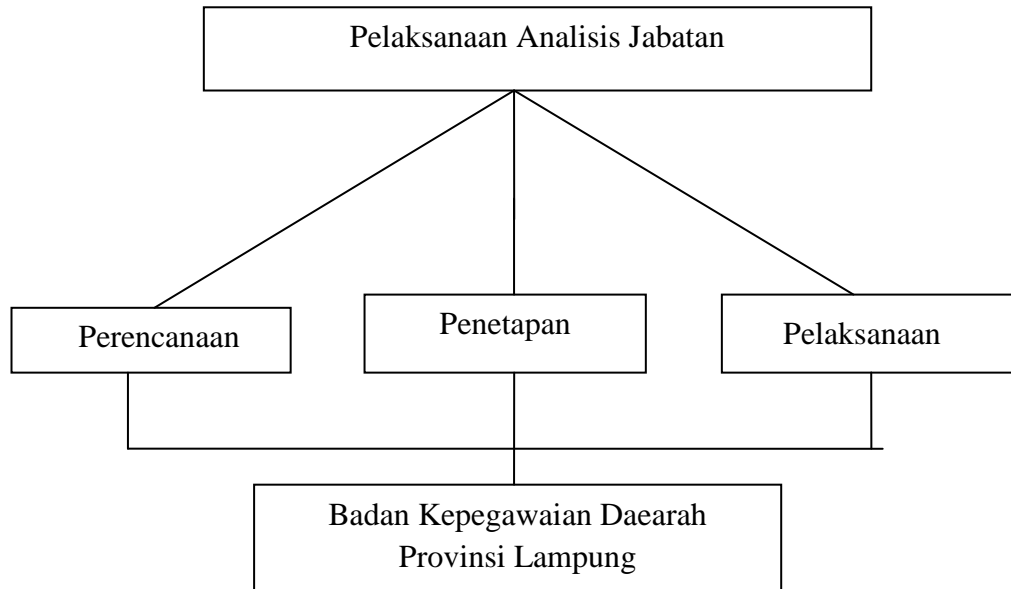 Pelaksanaan Analisis Jabatan
Perencanaan
Penetapan
Pelaksanaan
Badan Kepegawaian Daearah
Provinsi Lampung